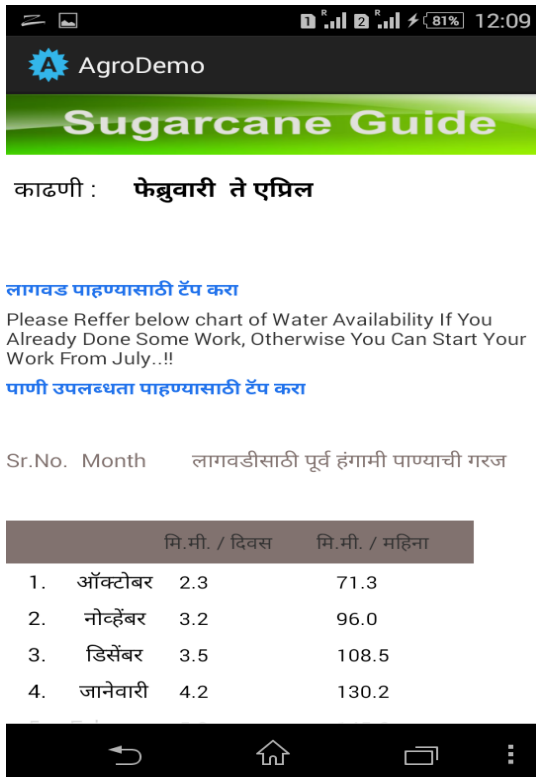 1 R 2 R 81% 12:09
A AgroDemo
Sugarcane Guide
काढणी : फेब्रुवारी ते एप्रिल
लागवड पाहण्यासाठी टॅप करा
Please Reffer below chart of Water Availability If You
Already Done Some Work, Otherwise You Can Start Your
Work From July..!!
पाणी उपलब्धता पाहण्यासाठी टॅप करा
Sr.No. Month लागवडीसाठी पूर्व हंगामी पाण्याची गरज
मि.मी. / दिवस मि.मी. / महिना
1. ऑक्टोबर 2.3 71.3
2. नोव्हेंबर 3.2 96.0
3. डिसेंबर 3.5 108.5
4. जानेवारी 4.2 130.2